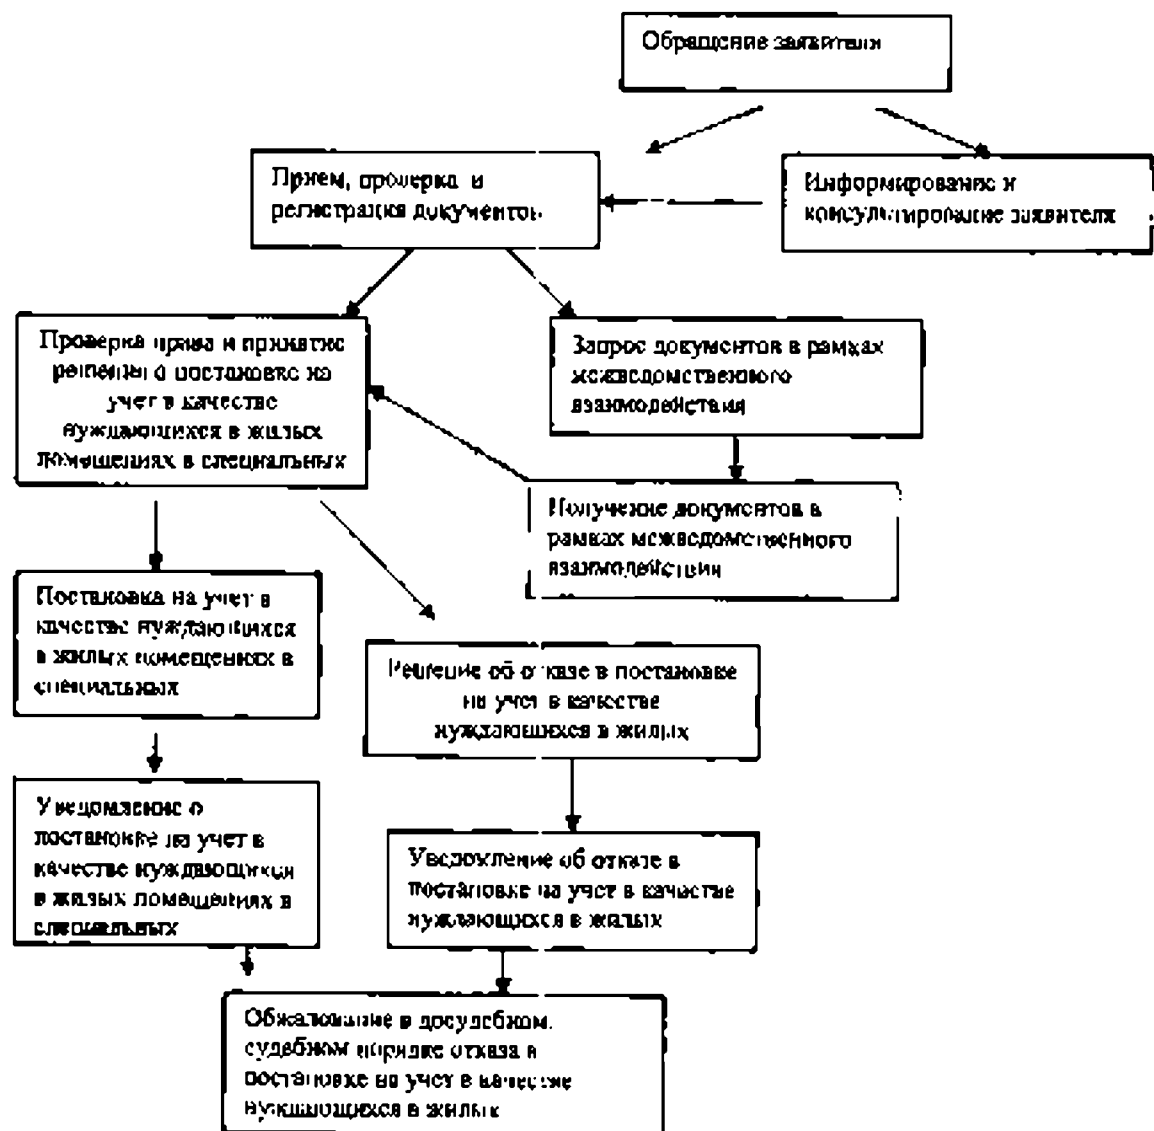 Обращение заявителя
Прием, проверка и
регистрация документов
Информирование и
консультирование заявителя
Проверка права и принятие
решения о постановке на
учет в качестве
нуждающихся в жилых
помещениях в специальных
Запрос документов в рамках
межведомственного
взаимодействия
Получение документов в
рамках межведомственного
взаимодействия
Постановка на учет в
качестве нуждающихся
в жилых помещениях в
специальных
Решение об отказе в постановке
на учет в качестве
нуждающихся в жилых
Уведомление о
постановке на учет в
качестве нуждающихся
в жилых помещениях в
специальных
Уведомление об отказе в
постановке на учет в качестве
нуждающихся в жилых
Обжалование в досудебном,
судебном порядке отказа в
постановке на учет в качестве
нуждающихся в жилых